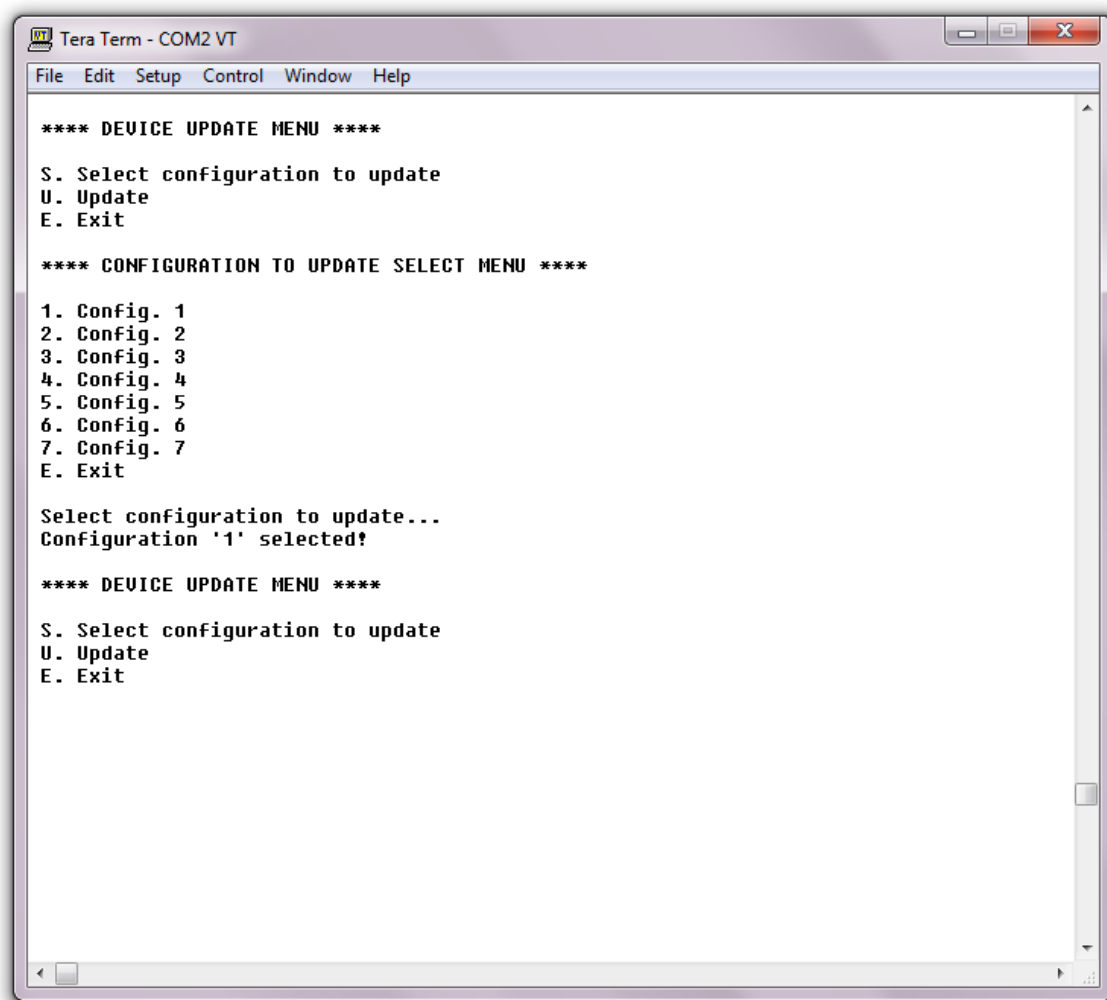 Tera Term - COM2 VT
File Edit Setup Control Window Help
**** DEVICE UPDATE MENU ****
S. Select configuration to update
U. Update
E. Exit
**** CONFIGURATION TO UPDATE SELECT MENU ****
1. Config. 1
2. Config. 2
3. Config. 3
4. Config. 4
5. Config. 5
6. Config. 6
7. Config. 7
E. Exit
Select configuration to update...
Configuration '1' selected!
**** DEVICE UPDATE MENU ****
S. Select configuration to update
U. Update
E. Exit